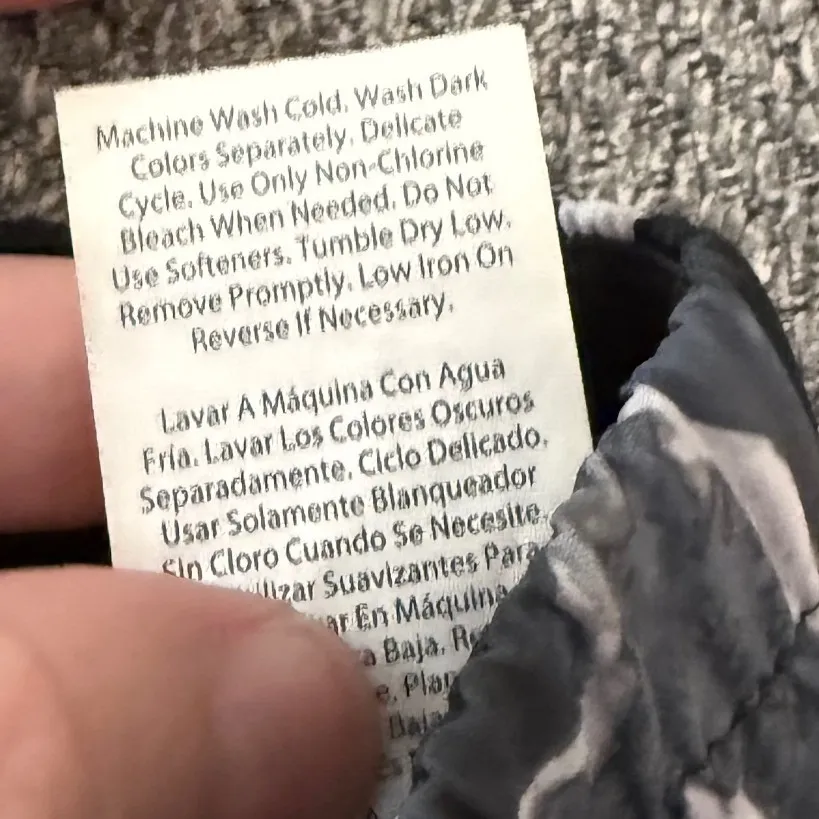 Machine Wash Cold. Wash Dark
Colors Separately. Delicate
Cycle. Use Only Non-Chlorine
Bleach When Needed. Do Not
Use Softeners. Tumble Dry Low.
Remove Promptly. Low Iron On
Reverse If Necessary.
Lavar A Máquina Con Agua
Fría. Lavar Los Colores Oscuros
Separadamente. Ciclo Delicado.
Usar Solamente Blanqueador
Sin Cloro Cuando Se Necesite
Suavizantes Para
En Máquina
Baja.